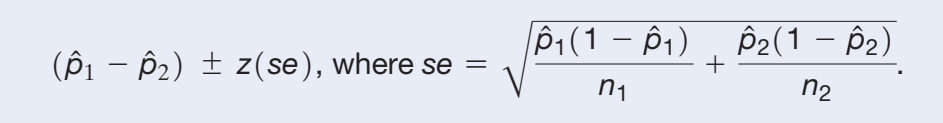 (p̂₁ − p̂₂) ± z(se), where se = √(p̂₁(1 − p̂₁)/n₁ + p̂₂(1 − p̂₂)/n₂).